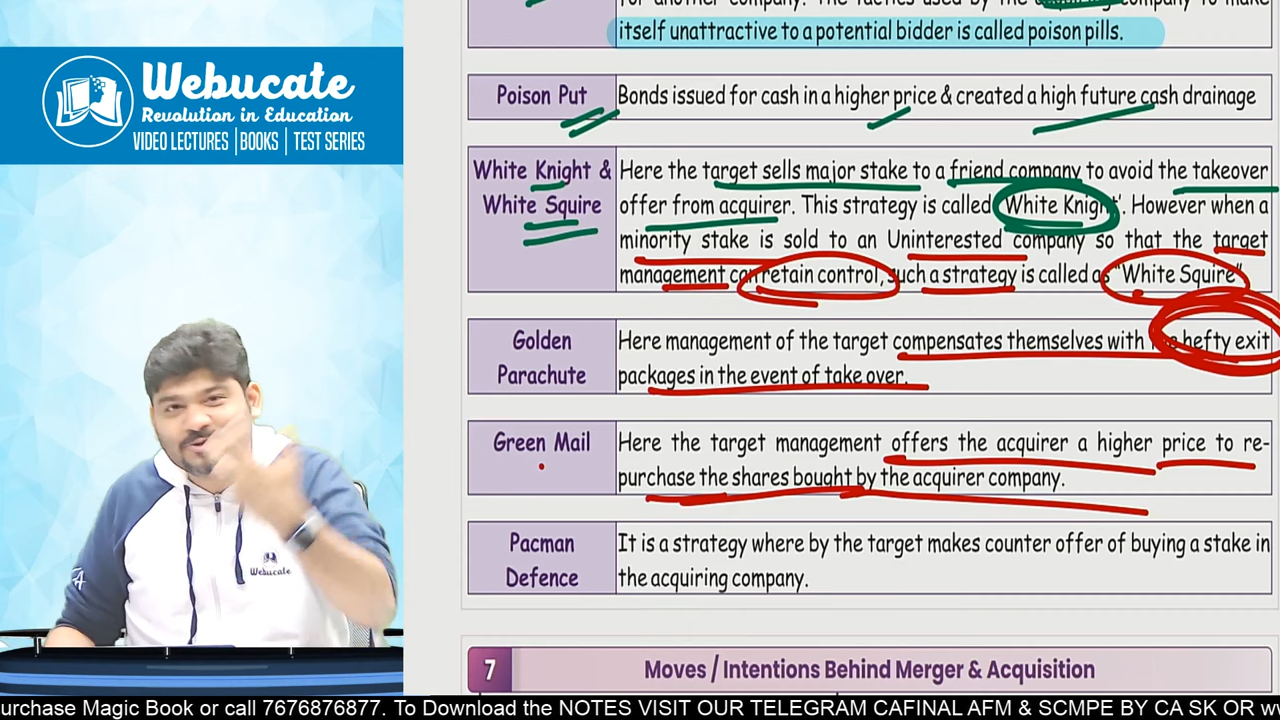 Webucate
Revolution in Education
VIDEO LECTURES | BOOKS | TEST SERIES
itself unattractive to a potential bidder is called poison pills.
Poison Put
Bonds issued for cash in a higher price & created a high future cash drainage
White Knight &
White Squire
Here the target sells major stake to a friend company to avoid the takeover
offer from acquirer. This strategy is called 'White Knight'. However when a
minority stake is sold to an Uninterested company so that the target
management can retain control, such a strategy is called as "White Squire"
Golden
Parachute
Here management of the target compensates themselves with hefty exit
packages in the event of take over.
Green Mail
Here the target management offers the acquirer a higher price to re-
purchase the shares bought by the acquirer company.
Pacman
Defence
It is a strategy where by the target makes counter offer of buying a stake in
the acquiring company.
7
Moves / Intentions Behind Merger & Acquisition
Webucate
urchase Magic Book or call 7676876877. To Download the NOTES VISIT OUR TELEGRAM CAFINAL AFM & SCMPE BY CA SK OR